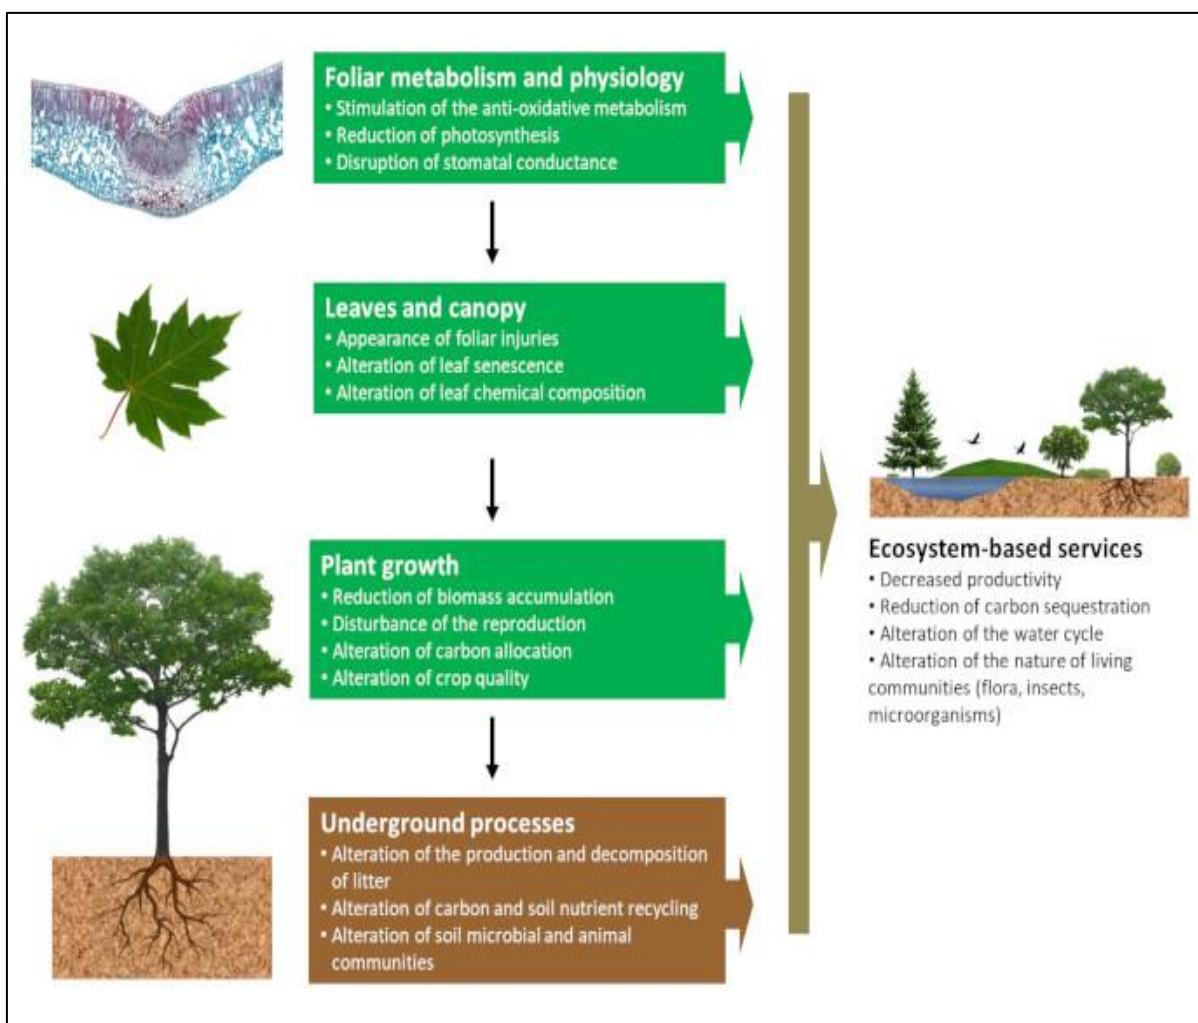 Foliar metabolism and physiology
• Stimulation of the anti-oxidative metabolism
• Reduction of photosynthesis
• Disruption of stomatal conductance
Leaves and canopy
• Appearance of foliar injuries
• Alteration of leaf senescence
• Alteration of leaf chemical composition
Plant growth
• Reduction of biomass accumulation
• Disturbance of the reproduction
• Alteration of carbon allocation
• Alteration of crop quality
Underground processes
• Alteration of the production and decomposition
of litter
• Alteration of carbon and soil nutrient recycling
• Alteration of soil microbial and animal
communities
Ecosystem-based services
• Decreased productivity
• Reduction of carbon sequestration
• Alteration of the water cycle
• Alteration of the nature of living
communities (flora, insects,
microorganisms)